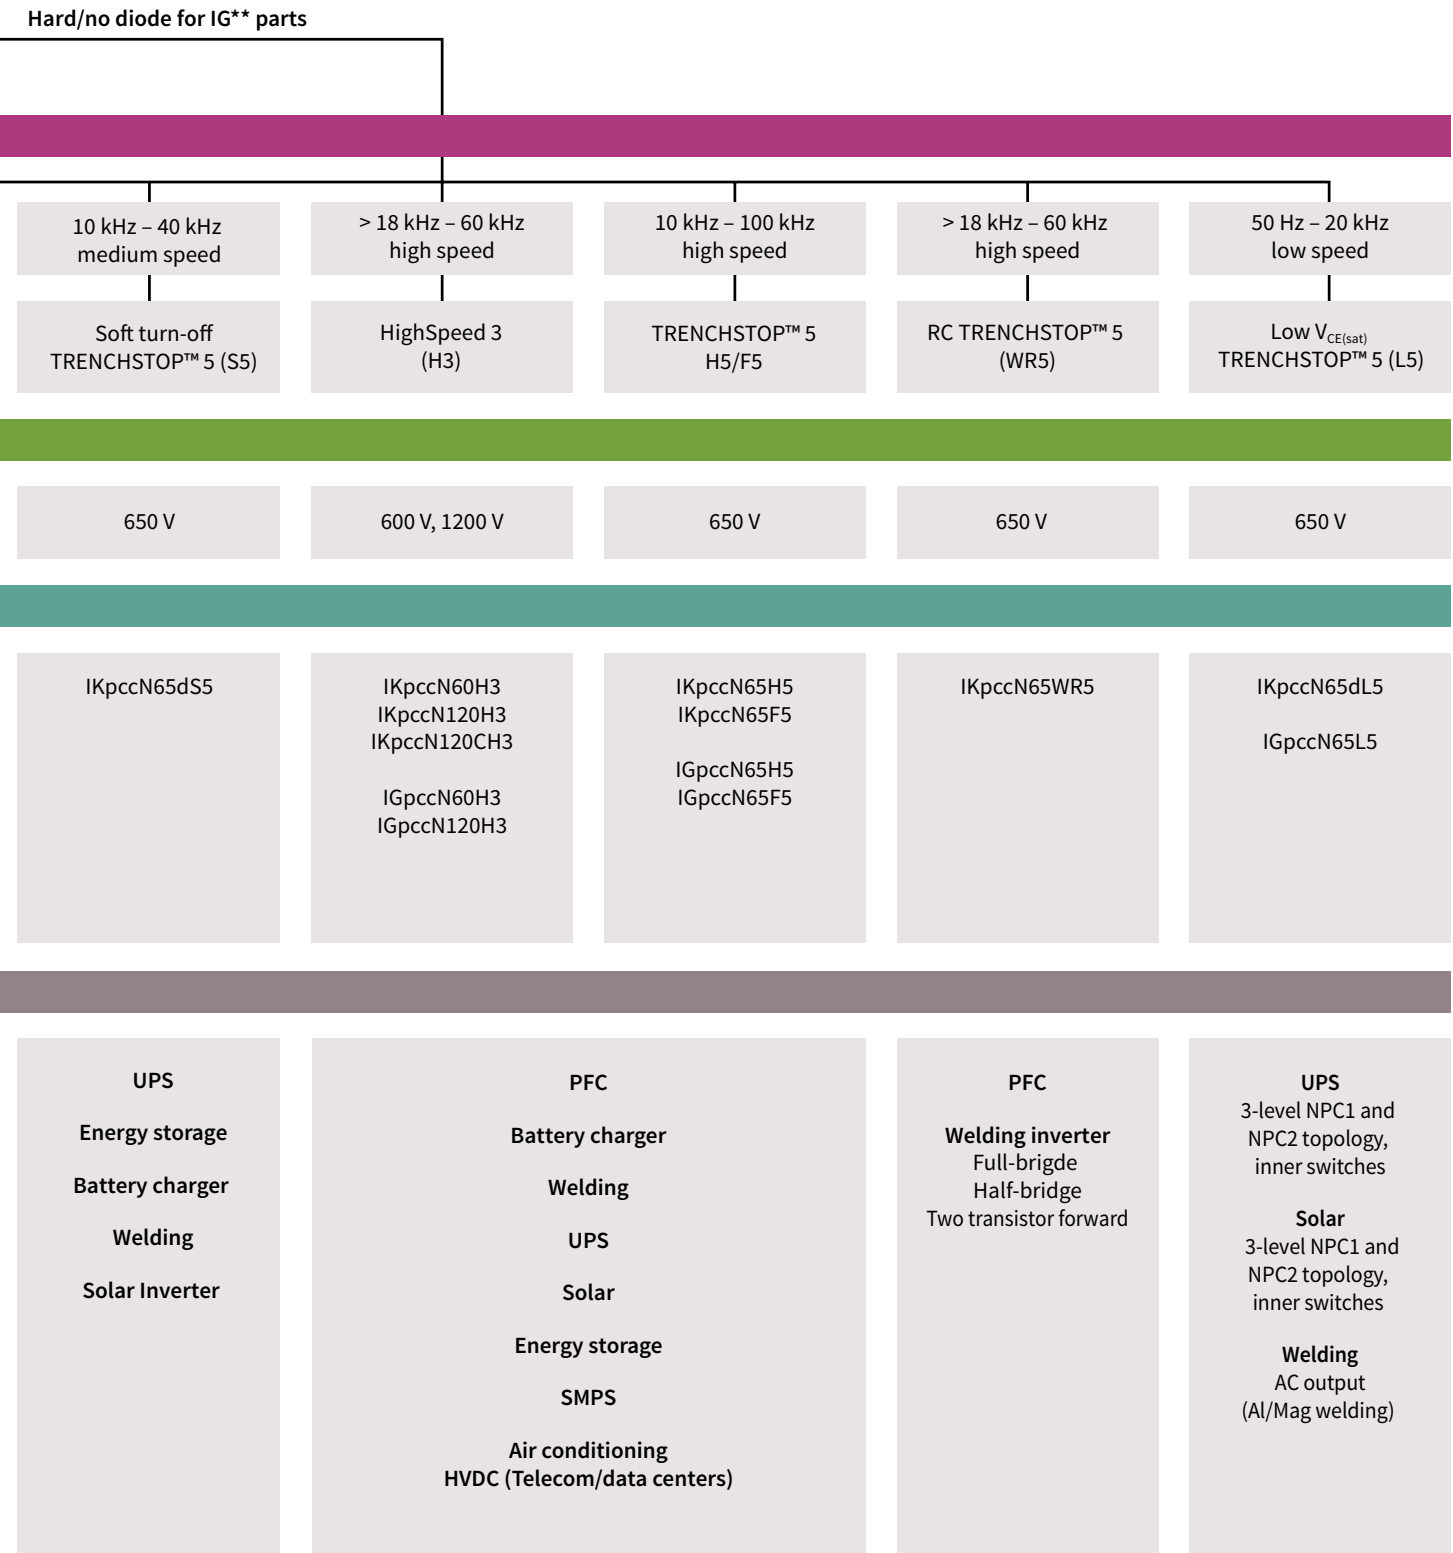 Hard/no diode for IG** parts
10 kHz – 40 kHz
medium speed
> 18 kHz – 60 kHz
high speed
10 kHz – 100 kHz
high speed
> 18 kHz – 60 kHz
high speed
50 Hz – 20 kHz
low speed
Soft turn-off
TRENCHSTOP™ 5 (S5)
HighSpeed 3
(H3)
TRENCHSTOP™ 5
H5/F5
RC TRENCHSTOP™ 5
(WR5)
Low VCE(sat)
TRENCHSTOP™ 5 (L5)
650 V
600 V, 1200 V
650 V
650 V
650 V
IKpccN65dS5
IKpccN60H3
IKpccN120H3
IKpccN120CH3
IGpccN60H3
IGpccN120H3
IKpccN65H5
IKpccN65F5
IGpccN65H5
IGpccN65F5
IKpccN65WR5
IKpccN65dL5
IGpccN65L5
UPS
Energy storage
Battery charger
Welding
Solar Inverter
PFC
Battery charger
Welding
UPS
Solar
Energy storage
SMPS
Air conditioning
HVDC (Telecom/data centers)
PFC
Welding inverter
Full-brigde
Half-bridge
Two transistor forward
UPS
3-level NPC1 and
NPC2 topology,
inner switches
Solar
3-level NPC1 and
NPC2 topology,
inner switches
Welding
AC output
(Al/Mag welding)